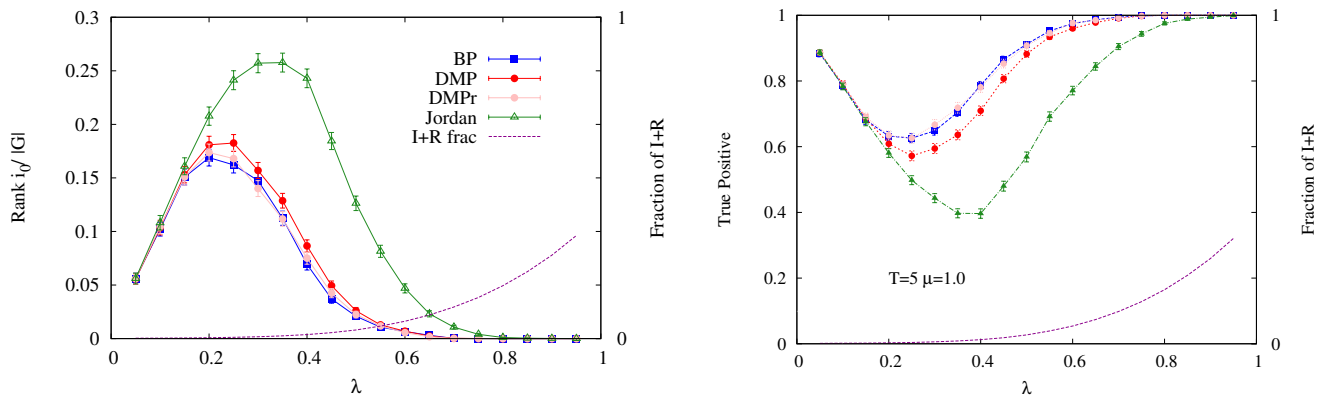 0.3
0.25
0.2
0.15
0.1
0.05
0
Rank i0/ |G|
0 0.2 0.4 0.6 0.8 1
λ
1
0
Fraction of I+R
BP
DMP
DMPr
Jordan
I+R frac
1
0.8
0.6
0.4
0.2
0
True Positive
0 0.2 0.4 0.6 0.8 1
λ
1
0
Fraction of I+R
T=5 μ=1.0